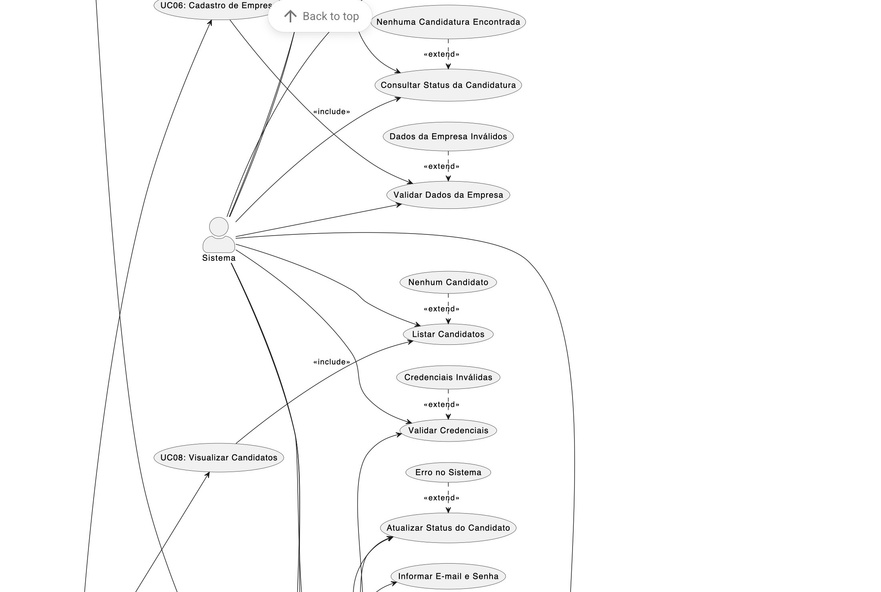 UC06: Cadastro de Empres
Back to top
Nenhuma Candidatura Encontrada
«extend»
Consultar Status da Candidatura
«include»
Dados da Empresa Inválidos
«extend»
Validar Dados da Empresa
Sistema
Nenhum Candidato
«extend»
Listar Candidatos
«include»
Credenciais Inválidas
«extend»
Validar Credenciais
UC08: Visualizar Candidatos
Erro no Sistema
«extend»
Atualizar Status do Candidato
Informar E-mail e Senha